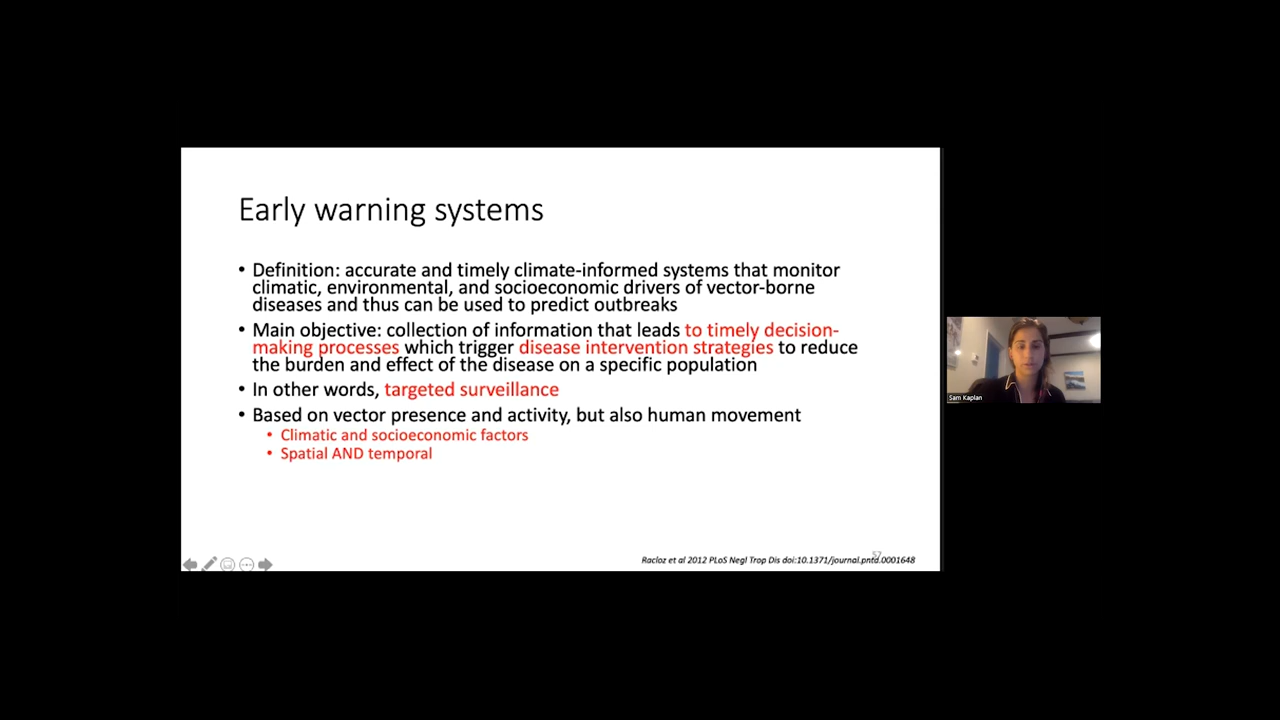 Early warning systems
• Definition: accurate and timely climate-informed systems that monitor
climatic, environmental, and socioeconomic drivers of vector-borne
diseases and thus can be used to predict outbreaks
• Main objective: collection of information that leads to timely decision-
making processes which trigger disease intervention strategies to reduce
the burden and effect of the disease on a specific population
• In other words, targeted surveillance
• Based on vector presence and activity, but also human movement
• Climatic and socioeconomic factors
• Spatial AND temporal
57
Racloz et al 2012 PLoS Negl Trop Dis doi:10.1371/journal.pntd.0001648
Sam Kaplan